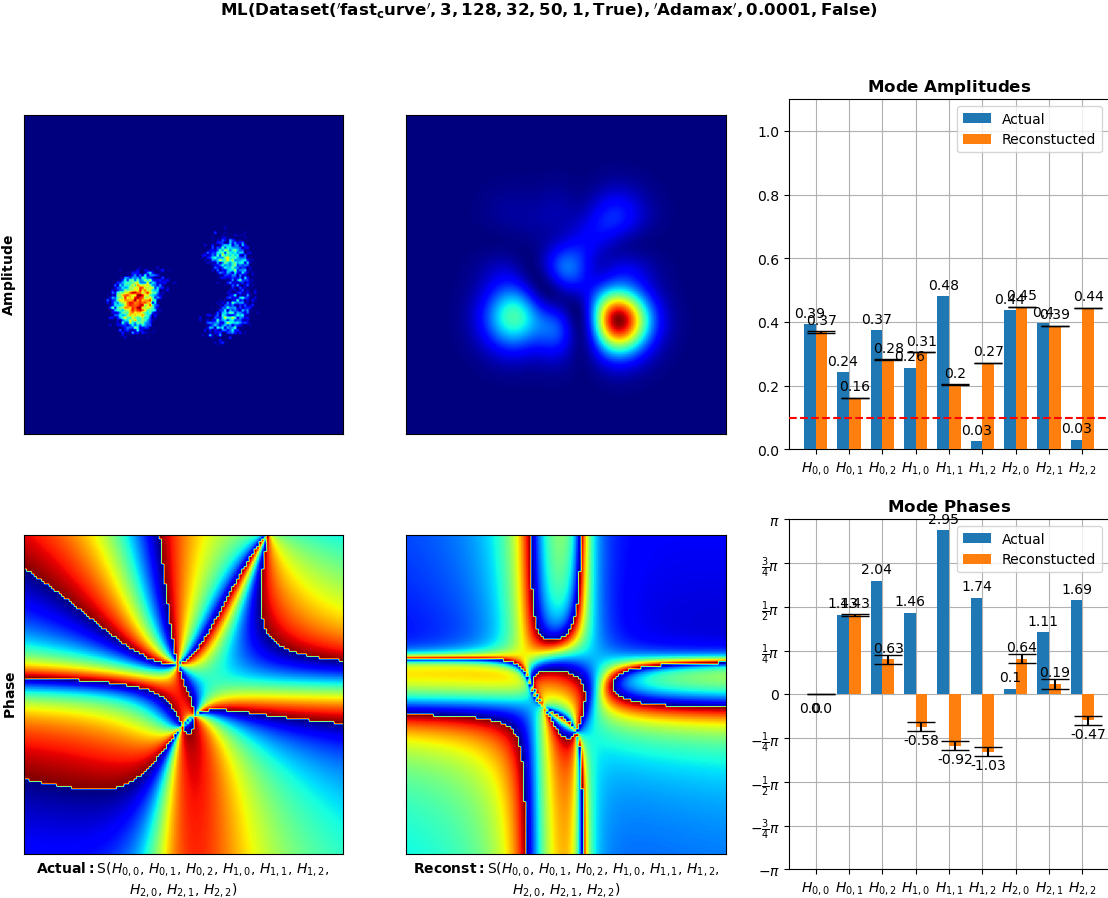 ML(Dataset('fast_curve', 3, 128, 32, 50, 1, True), 'Adamax', 0.0001, False)
Mode Amplitudes
Amplitude
1.0
0.8
0.6
0.4
0.2
0.0
Actual
Reconstucted
0.39 0.37 0.24 0.16 0.37 0.28 0.26 0.31 0.48 0.2 0.03 0.27 0.44 0.45 0.4 0.39 0.03 0.44
H0,0 H0,1 H0,2 H1,0 H1,1 H1,2 H2,0 H2,1 H2,2
Mode Phases
Phase
π
3/4π
1/2π
1/4π
0
−1/4π
−1/2π
−3/4π
−π
Actual
Reconstucted
0.0 0.0 1.43 2.04 0.63 1.46 -0.58 2.95 -0.92 1.74 -1.03 0.1 0.64 1.11 0.19 1.69 -0.47
H0,0 H0,1 H0,2 H1,0 H1,1 H1,2 H2,0 H2,1 H2,2
Actual: S(H0,0, H0,1, H0,2, H1,0, H1,1, H1,2,
H2,0, H2,1, H2,2)
Reconst: S(H0,0, H0,1, H0,2, H1,0, H1,1, H1,2,
H2,0, H2,1, H2,2)